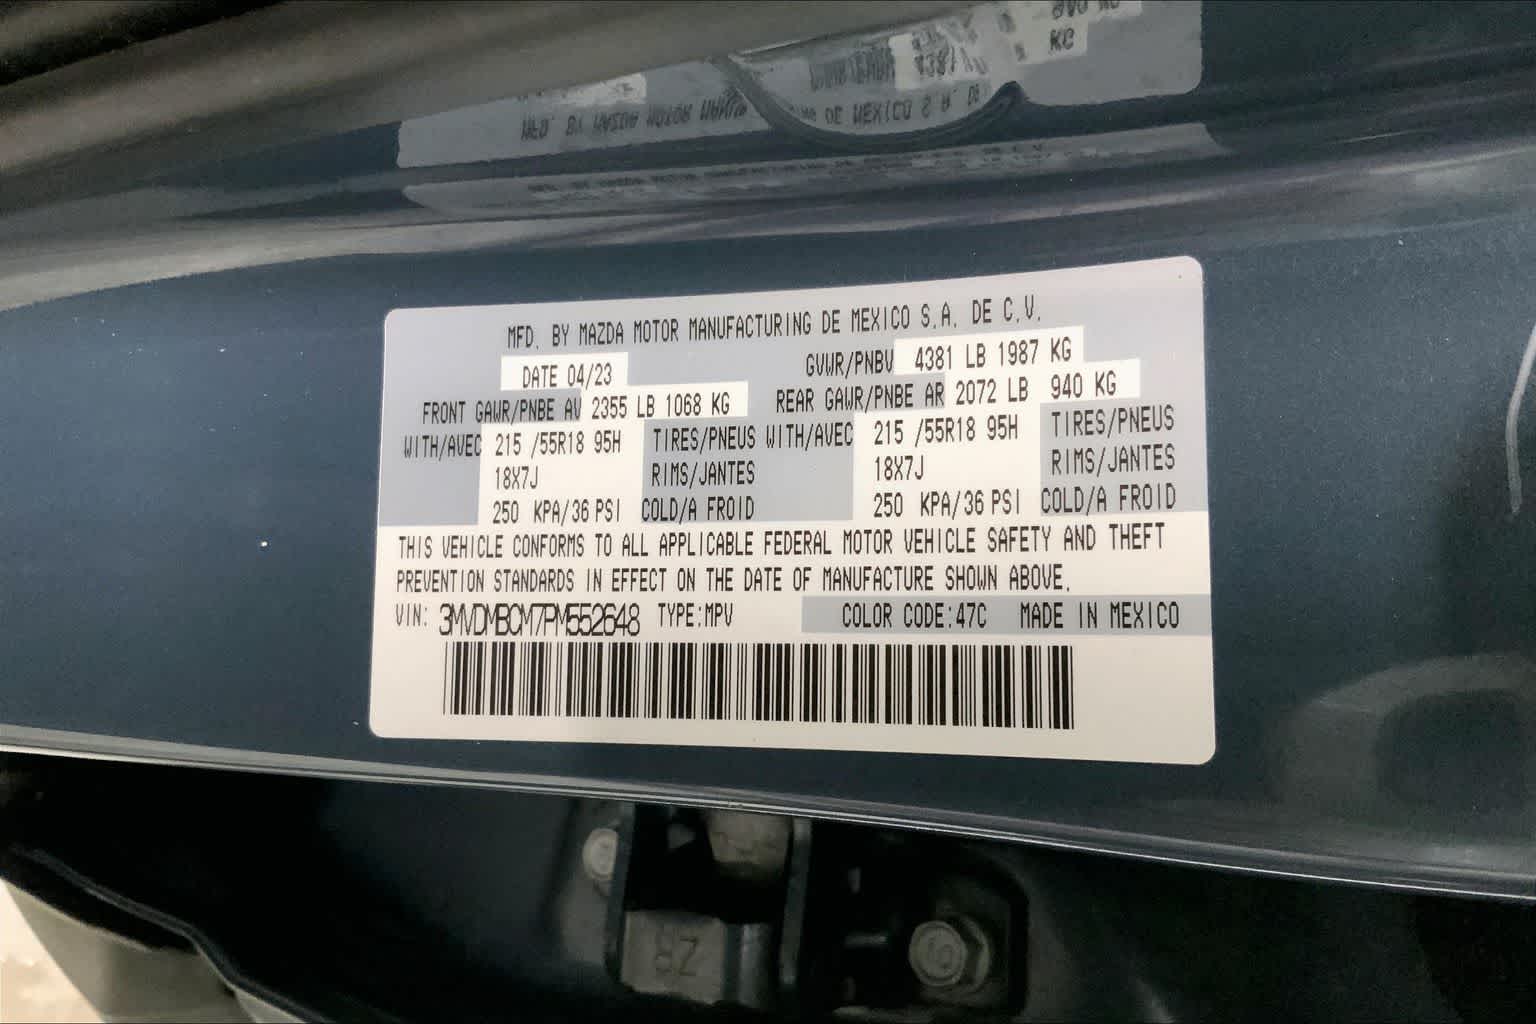 MFD. BY MAZDA MOTOR MANUFACTURING DE MEXICO S.A. DE C.V.
DATE 04/23 GVWR/PNBV 4381 LB 1987 KG
FRONT GAWR/PNBE AV 2355 LB 1068 KG REAR GAWR/PNBE AR 2072 LB 940 KG
WITH/AVEC 215 /55R18 95H TIRES/PNEUS WITH/AVEC 215 /55R18 95H TIRES/PNEUS
18X7J RIMS/JANTES 18X7J RIMS/JANTES
250 KPA/36 PSI COLD/A FROID 250 KPA/36 PSI COLD/A FROID
THIS VEHICLE CONFORMS TO ALL APPLICABLE FEDERAL MOTOR VEHICLE SAFETY AND THEFT
PREVENTION STANDARDS IN EFFECT ON THE DATE OF MANUFACTURE SHOWN ABOVE.
VIN: 3MVDMBCM7PM552648 TYPE:MPV COLOR CODE:47C MADE IN MEXICO